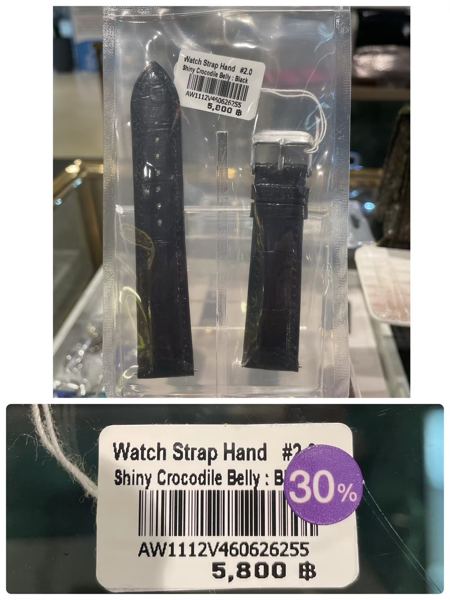 Watch Strap Hand #2.0
Shiny Crocodile Belly : Black
AW1112V460626255
5,800 ฿
Watch Strap Hand
Shiny Crocodile Belly :
30%
AW1112V460626255
5,800 ฿